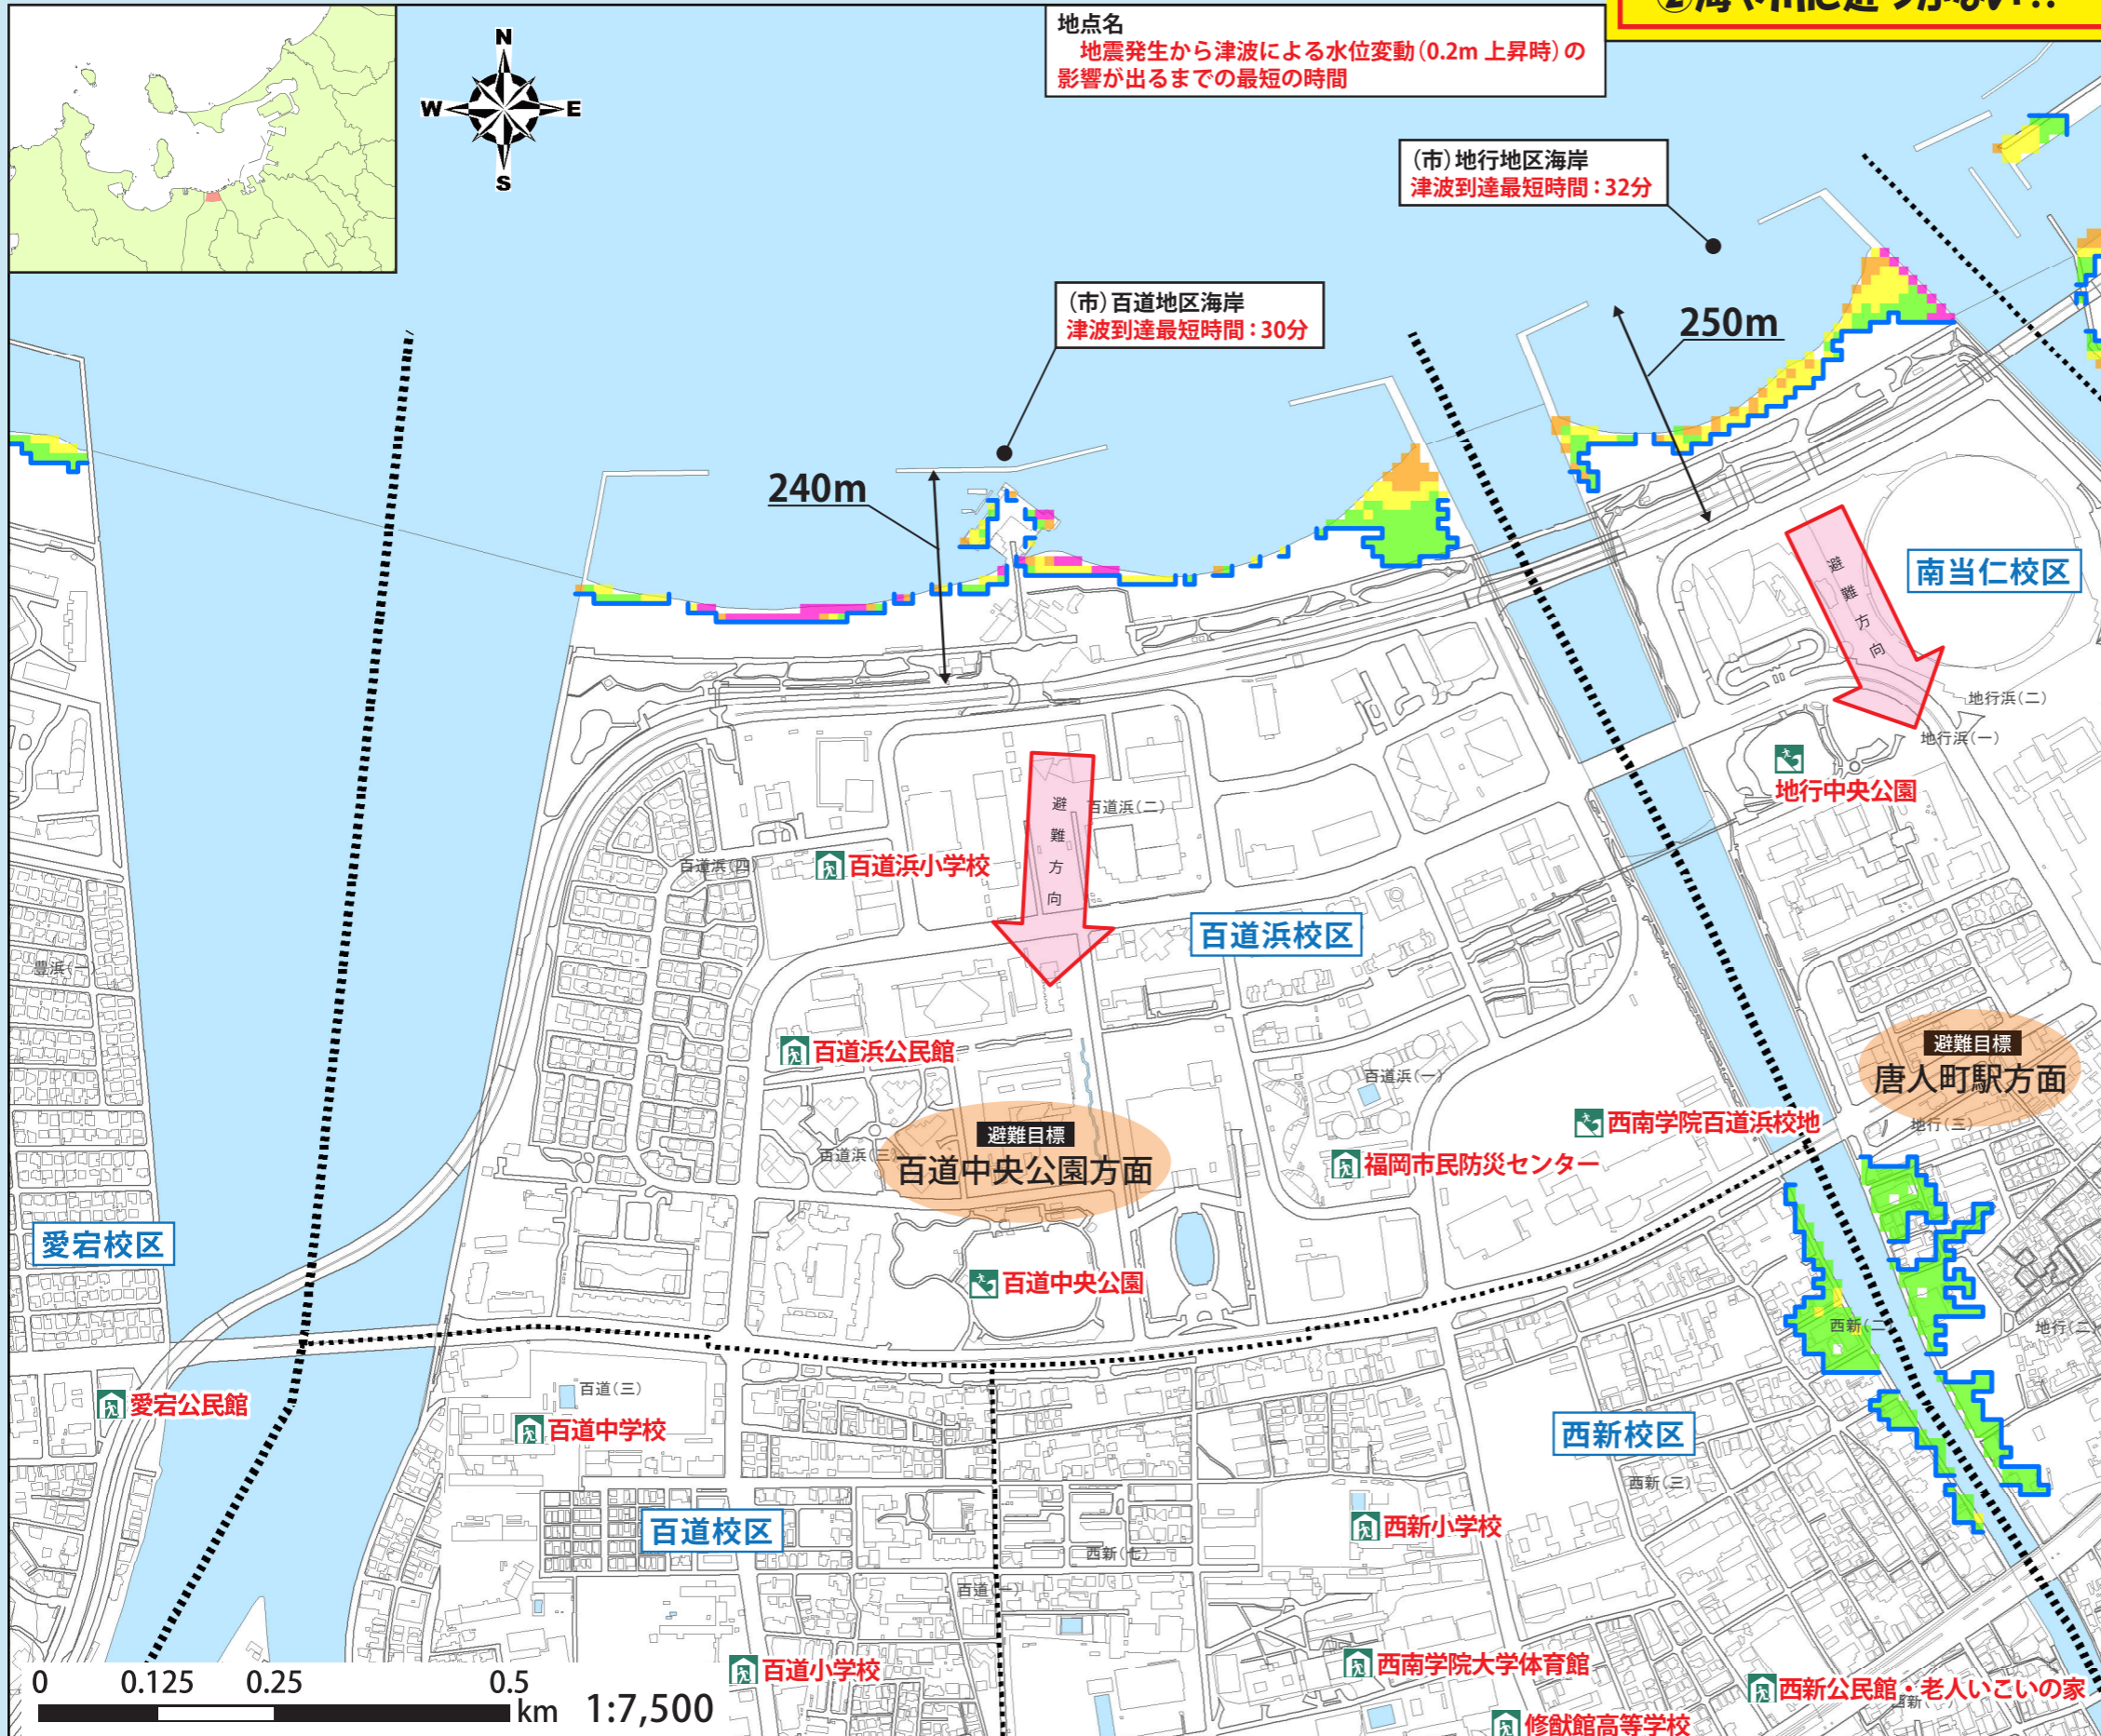 地点名
地震発生から津波による水位変動（0.2m 上昇時）の
影響が出るまでの最短の時間
N
W
E
S
（市）地行地区海岸
津波到達最短時間：32分
（市）百道地区海岸
津波到達最短時間：30分
250m
240m
避難方向
南当仁校区
地行浜（二）
地行浜（一）
地行中央公園
避難方向
百道浜（二）
百道浜（四）
百道浜小学校
百道浜校区
豊浜（一）
百道浜公民館
避難目標
唐人町駅方面
百道浜（一）
地行（三）
西南学院百道浜校地
避難目標
百道中央公園方面
百道浜（三）
福岡市民防災センター
愛宕校区
百道中央公園
西新（二）
地行（二）
愛宕公民館
百道（三）
百道中学校
西新校区
西新（三）
百道校区
西新小学校
西新（七）
百道（一）
百道小学校
西南学院大学体育館
西新公民館・老人いこいの家
修猷館高等学校
0 0.125 0.25 0.5
km 1:7,500